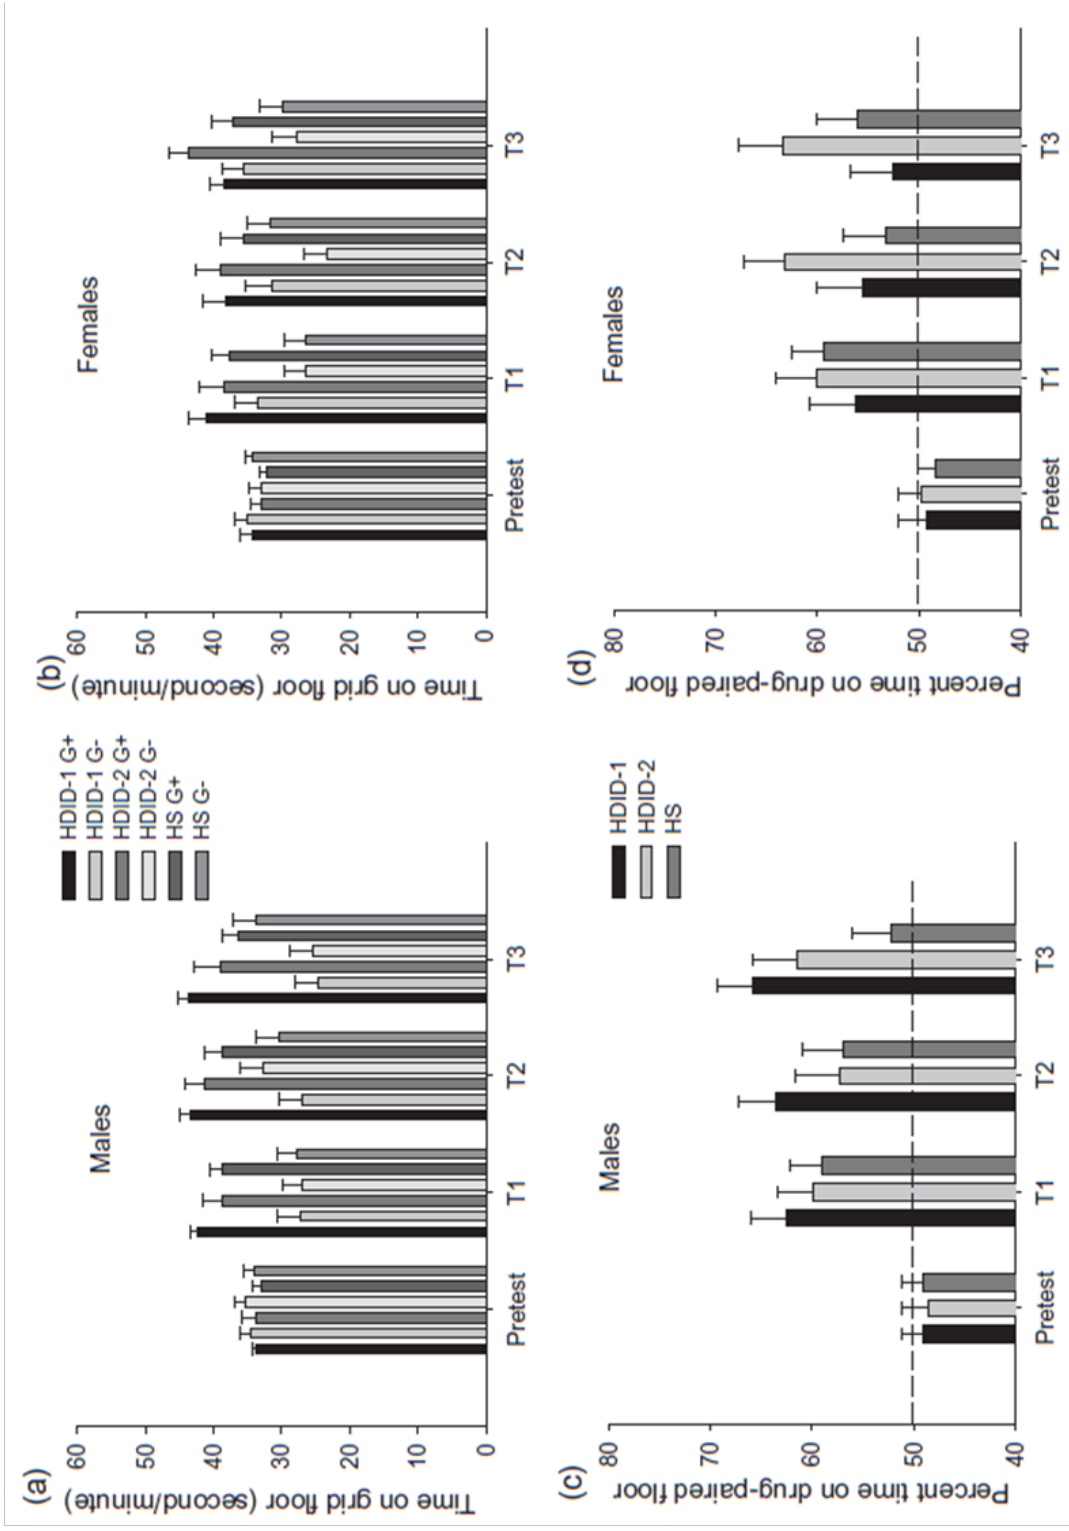 (a)
Males
Time on grid floor (second/minute)
60
50
40
30
20
10
0
Pretest
T1
T2
T3
HDID-1 G+
HDID-1 G-
HDID-2 G+
HDID-2 G-
HS G+
HS G-
(b)
Females
Time on grid floor (second/minute)
60
50
40
30
20
10
0
Pretest
T1
T2
T3
(c)
Males
Percent time on drug-paired floor
80
70
60
50
40
Pretest
T1
T2
T3
HDID-1
HDID-2
HS
(d)
Females
Percent time on drug-paired floor
80
70
60
50
40
Pretest
T1
T2
T3